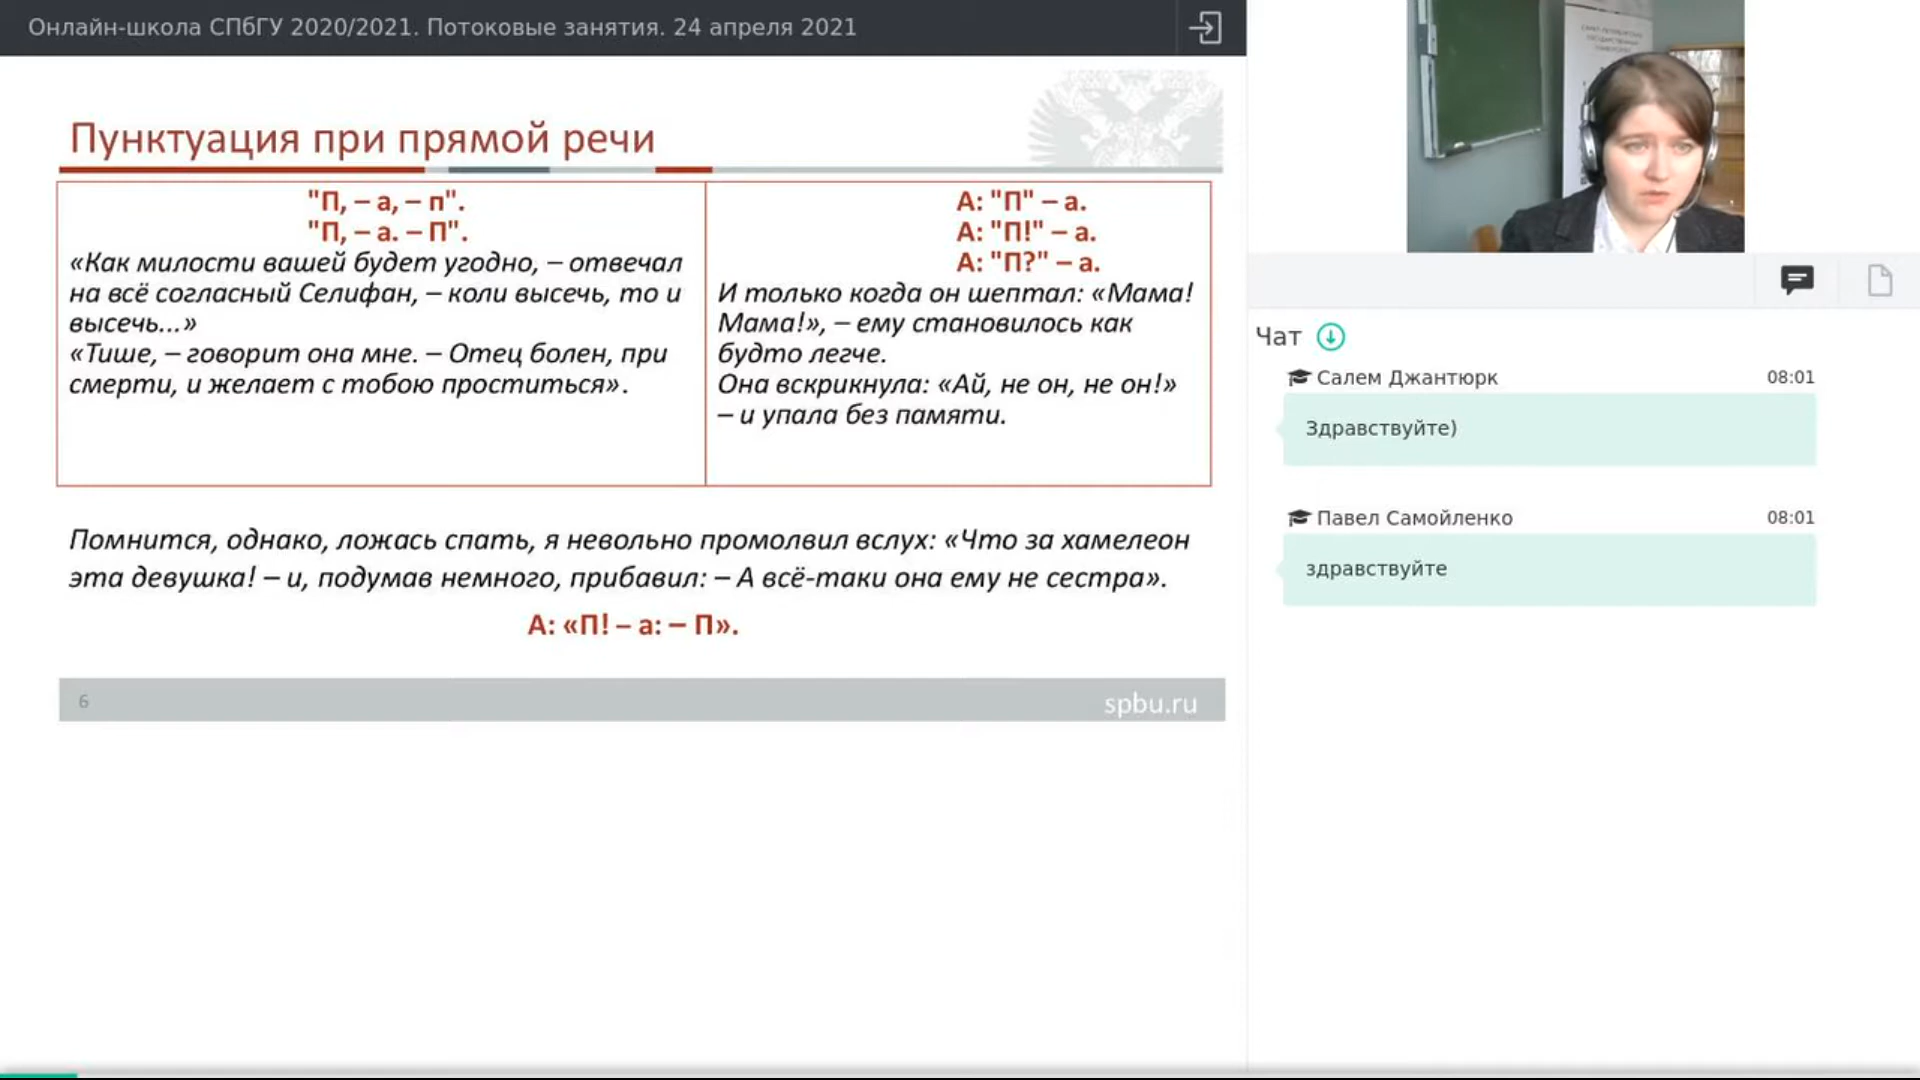 Онлайн-школа СПбГУ 2020/2021. Потоковые занятия. 24 апреля 2021
Пунктуация при прямой речи
"П, – а, – п".
"П, – а. – П".
«Как милости вашей будет угодно, – отвечал
на всё согласный Селифан, – коли высечь, то и
высечь...»
«Тише, – говорит она мне. – Отец болен, при
смерти, и желает с тобою проститься».
А: "П" – а.
А: "П!" – а.
А: "П?" – а.
И только когда он шептал: «Мама!
Мама!», – ему становилось как
будто легче.
Она вскрикнула: «Ай, не он, не он!»
– и упала без памяти.
Помнится, однако, ложась спать, я невольно промолвил вслух: «Что за хамелеон
эта девушка! – и, подумав немного, прибавил: – А всё-таки она ему не сестра».
А: «П! – а: – П».
6
spbu.ru
Чат
Салем Джантюрк 08:01
Здравствуйте)
Павел Самойленко 08:01
здравствуйте